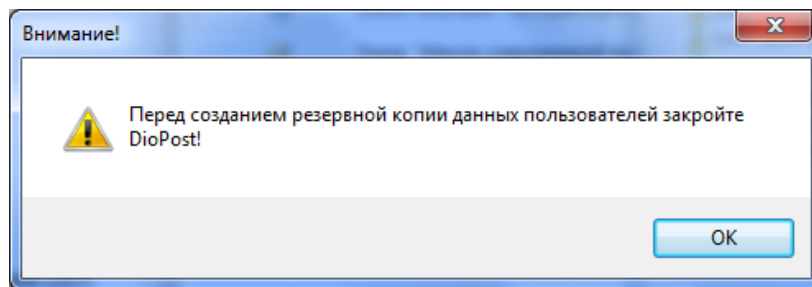 Внимание!
Перед созданием резервной копии данных пользователей закройте
DioPost!
OK